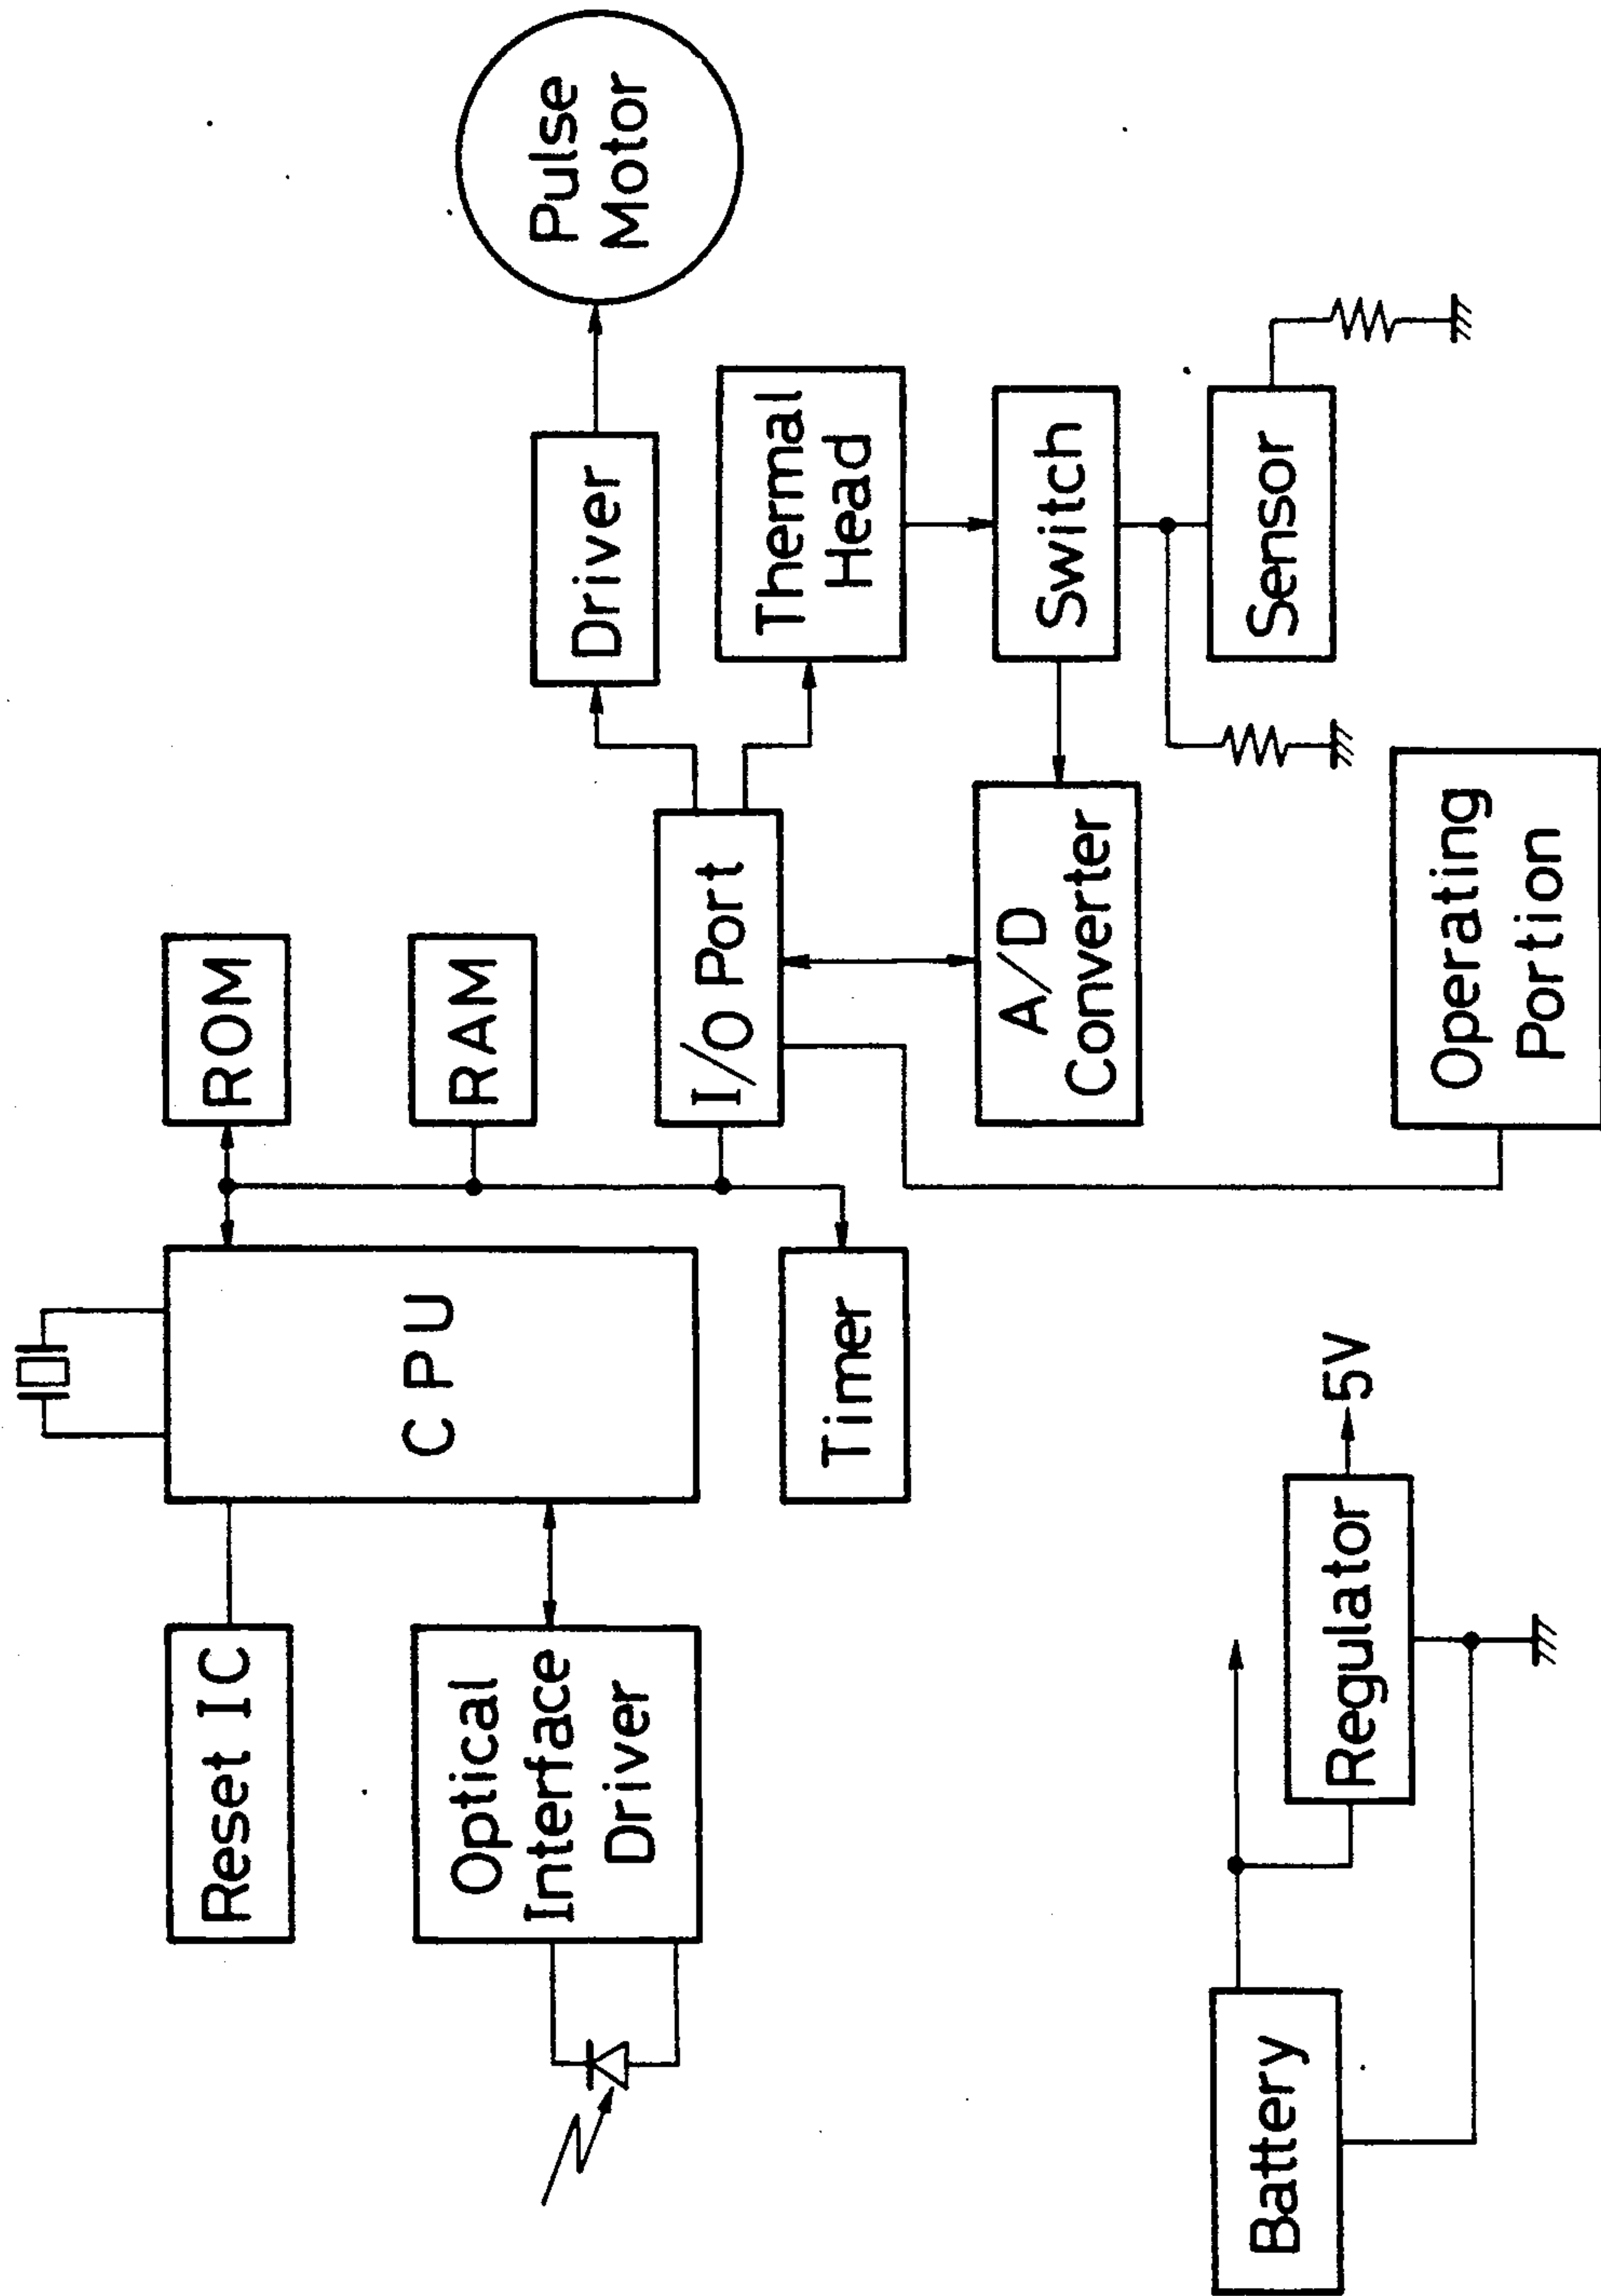 Reset IC
Optical
Interface
Driver
CPU
Timer
ROM
RAM
I/O Port
Driver
Pulse
Motor
Thermal
Head
Switch
Sensor
A/D
Converter
Operating
Portion
Battery
Regulator
5V